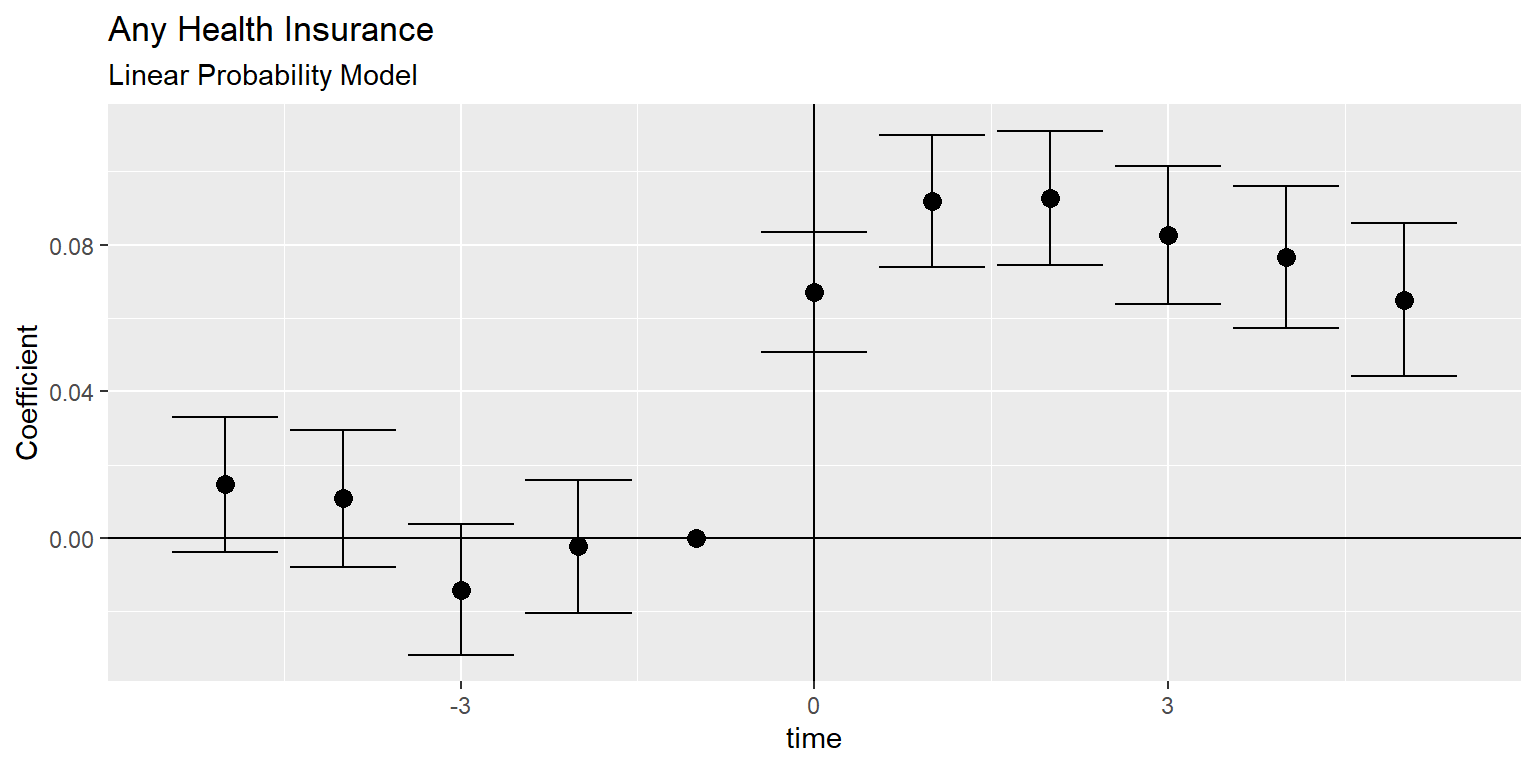 Any Health Insurance
Linear Probability Model
Coefficient
0.08
0.04
0.00
-3
0
3
time